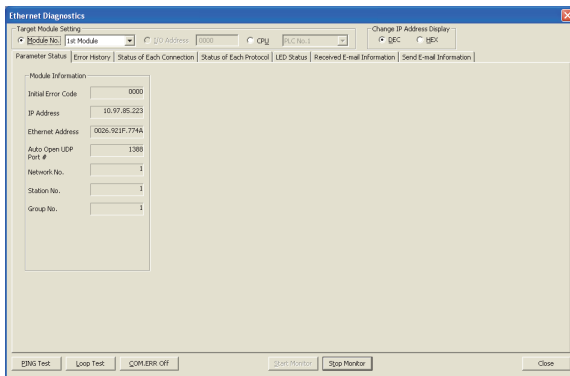 Ethernet Diagnostics
Target Module Setting
Change IP Address Display
Module No. 1st Module I/O Address 0000 CPU PLC No.1 DEC HEX
Parameter Status Error History Status of Each Connection Status of Each Protocol LED Status Received E-mail Information Send E-mail Information
Module Information
Initial Error Code 0000
IP Address 10.97.85.223
Ethernet Address 0026.921F.774A
Auto Open UDP
Port # 1388
Network No. 1
Station No. 1
Group No. 1
PING Test Loop Test COM.ERR Off Start Monitor Stop Monitor Close